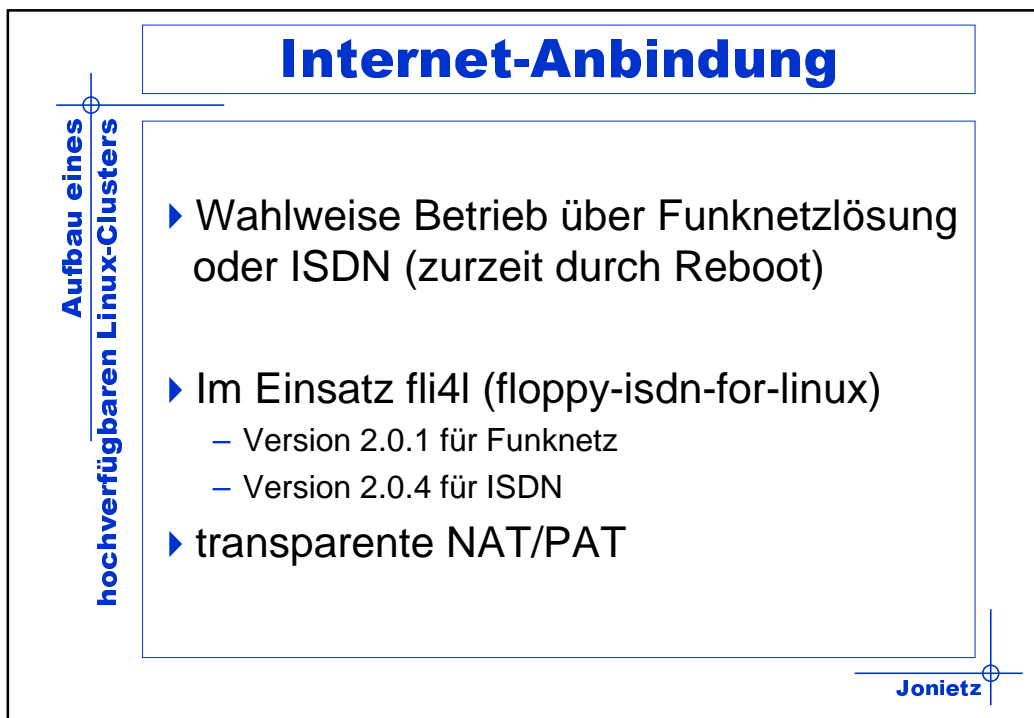 Internet-Anbindung
Aufbau eines
hochverfügbaren Linux-Clusters
Wahlweise Betrieb über Funknetzlösung
oder ISDN (zurzeit durch Reboot)
Im Einsatz fli4l (floppy-isdn-for-linux)
– Version 2.0.1 für Funknetz
– Version 2.0.4 für ISDN
transparente NAT/PAT
Jonietz